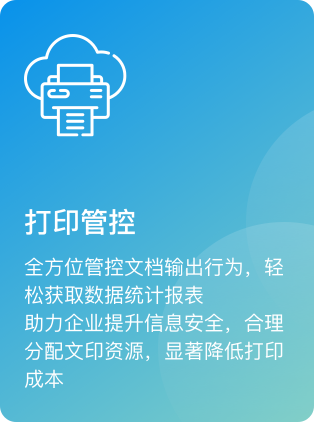 打印管控
全方位管控文档输出行为，轻
松获取数据统计报表
助力企业提升信息安全，合理
分配文印资源，显著降低打印
成本